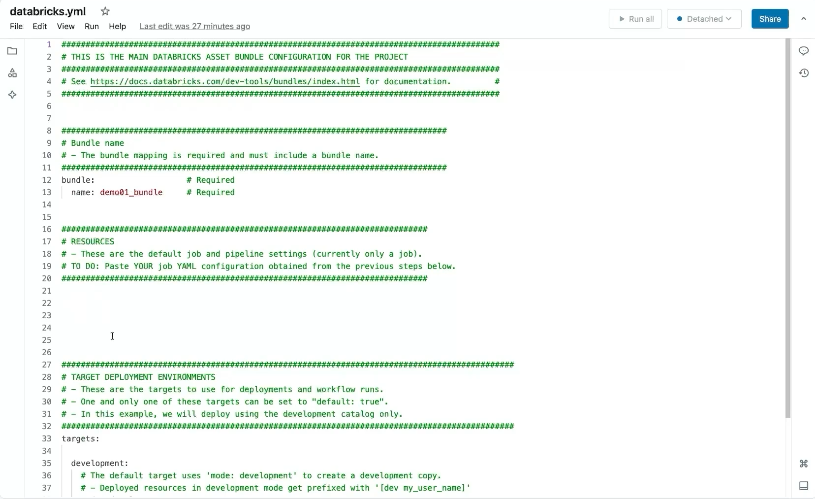 databricks.yml
File Edit View Run Help Last edit was 27 minutes ago
Run all
Detached
Share
1 ###########################################################################################
2 # THIS IS THE MAIN DATABRICKS ASSET BUNDLE CONFIGURATION FOR THE PROJECT
3 ###########################################################################################
4 # See https://docs.databricks.com/dev-tools/bundles/index.html for documentation. #
5 ###########################################################################################
6
7
8 ################################################################################
9 # Bundle name
10 # - The bundle mapping is required and must include a bundle name.
11 ################################################################################
12 bundle: # Required
13 name: demo01_bundle # Required
14
15
16 ############################################################################
17 # RESOURCES
18 # - These are the default job and pipeline settings (currently only a job).
19 # TO DO: Paste YOUR job YAML configuration obtained from the previous steps below.
20 ############################################################################
21
22
23
24
25
26
27 ##############################################################################################
28 # TARGET DEPLOYMENT ENVIRONMENTS
29 # - These are the targets to use for deployments and workflow runs.
30 # - One and only one of these targets can be set to "default: true".
31 # - In this example, we will deploy using the development catalog only.
32 ##############################################################################################
33 targets:
34
35 development:
36 # The default target uses 'mode: development' to create a development copy.
37 # - Deployed resources in development mode get prefixed with '[dev my_user_name]'